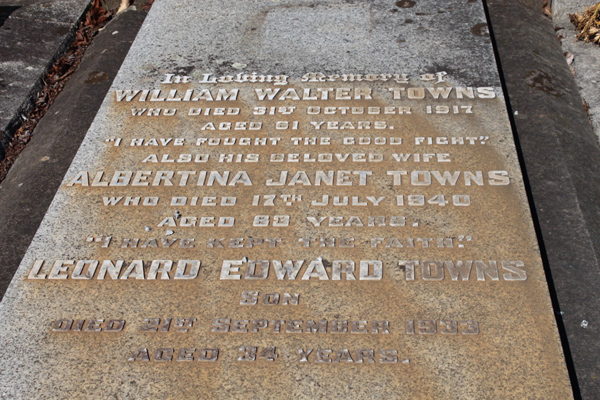 In Loving Memory of
WILLIAM WALTER TOWNS
WHO DIED 31ST OCTOBER 1917
AGED 61 YEARS.
"I HAVE FOUGHT THE GOOD FIGHT."
ALSO HIS BELOVED WIFE
ALBERTINA JANET TOWNS
WHO DIED 17TH JULY 1940
AGED YEARS.
"I HAVE KEPT THE FAITH".
LEONARD EDWARD TOWNS
SON
DIED 21ST SEPTEMBER 1933
AGED 34 YEARS.